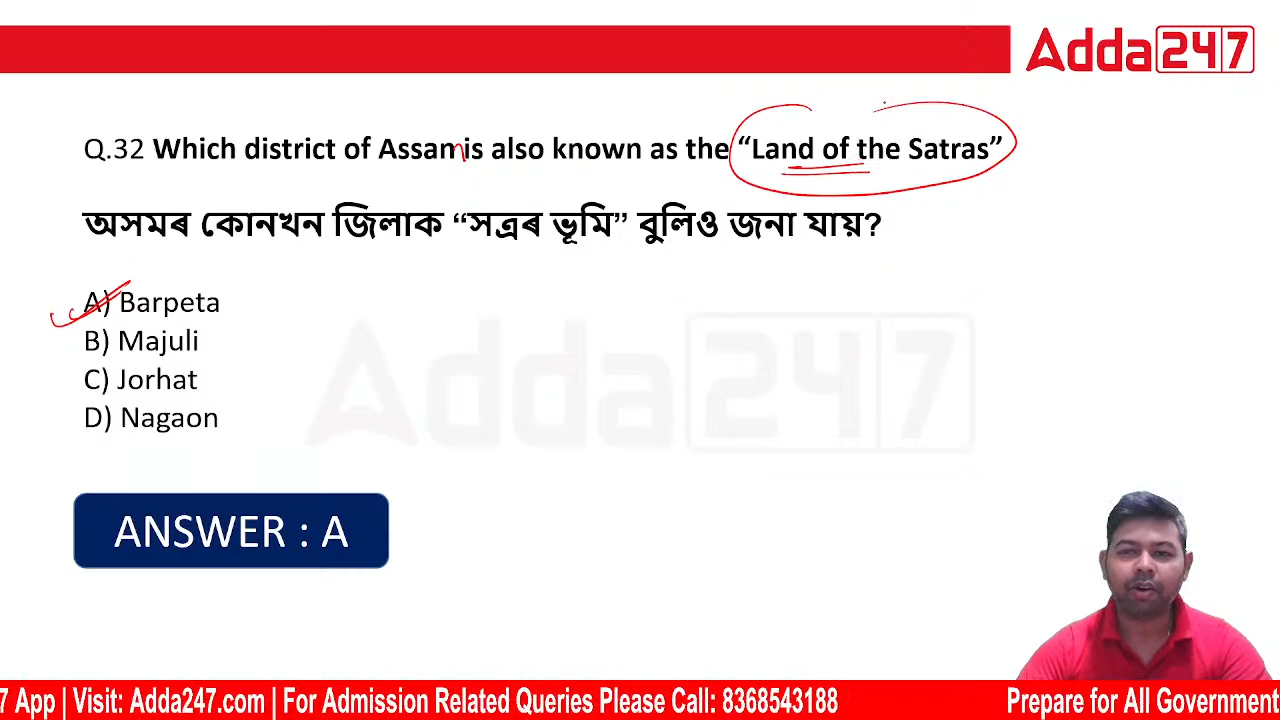 Adda247
Q.32 Which district of Assam is also known as the “Land of the Satras”
অসমৰ কোনখন জিলাক “সত্ৰৰ ভূমি” বুলিও জনা যায়?
A) Barpeta
B) Majuli
C) Jorhat
D) Nagaon
Adda247
ANSWER : A
7 App | Visit: Adda247.com | For Admission Related Queries Please Call: 8368543188 Prepare for All Government